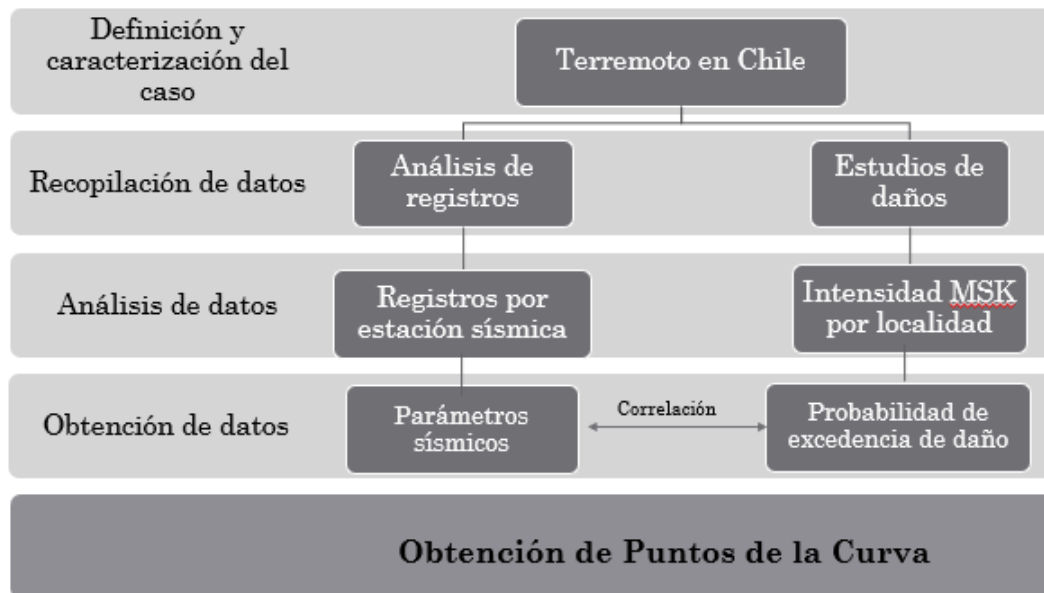 Definición y
caracterización del
caso
Terremoto en Chile
Recopilación de datos
Análisis de
registros
Estudios de
daños
Análisis de datos
Registros por
estación sísmica
Intensidad MSK
por localidad
Obtención de datos
Parámetros
sísmicos
Correlación
Probabilidad de
excedencia de daño
Obtención de Puntos de la Curva